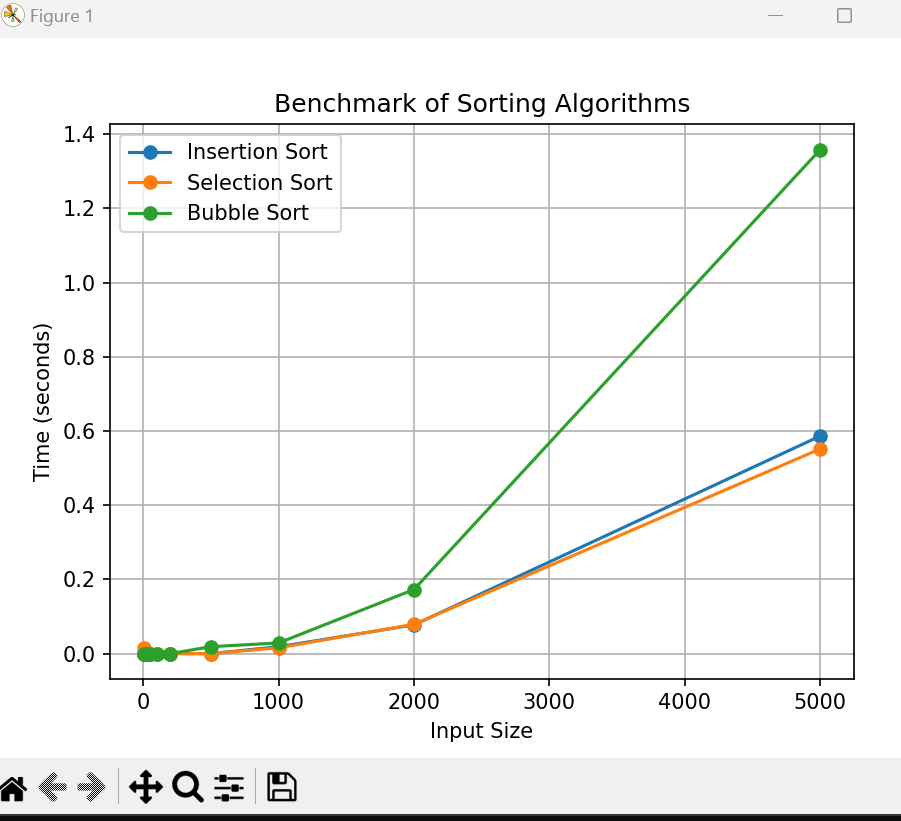 Figure 1
Benchmark of Sorting Algorithms
Insertion Sort
Selection Sort
Bubble Sort
Time (seconds)
1.4
1.2
1.0
0.8
0.6
0.4
0.2
0.0
0 1000 2000 3000 4000 5000
Input Size